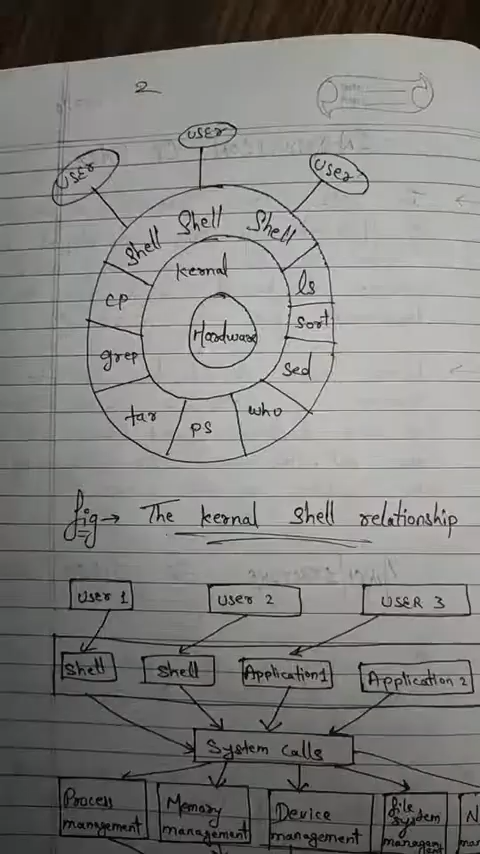 2
User
User
User
Shell Shell Shell
kernal
Hardware
cp
grep
tar
ps
who
sed
sort
ls
fig→ The kernal shell relationship
User 1
User 2
USER 3
Shell
Shell
Application1
Application 2
System calls
Process management
Memory management
Device management
file system management